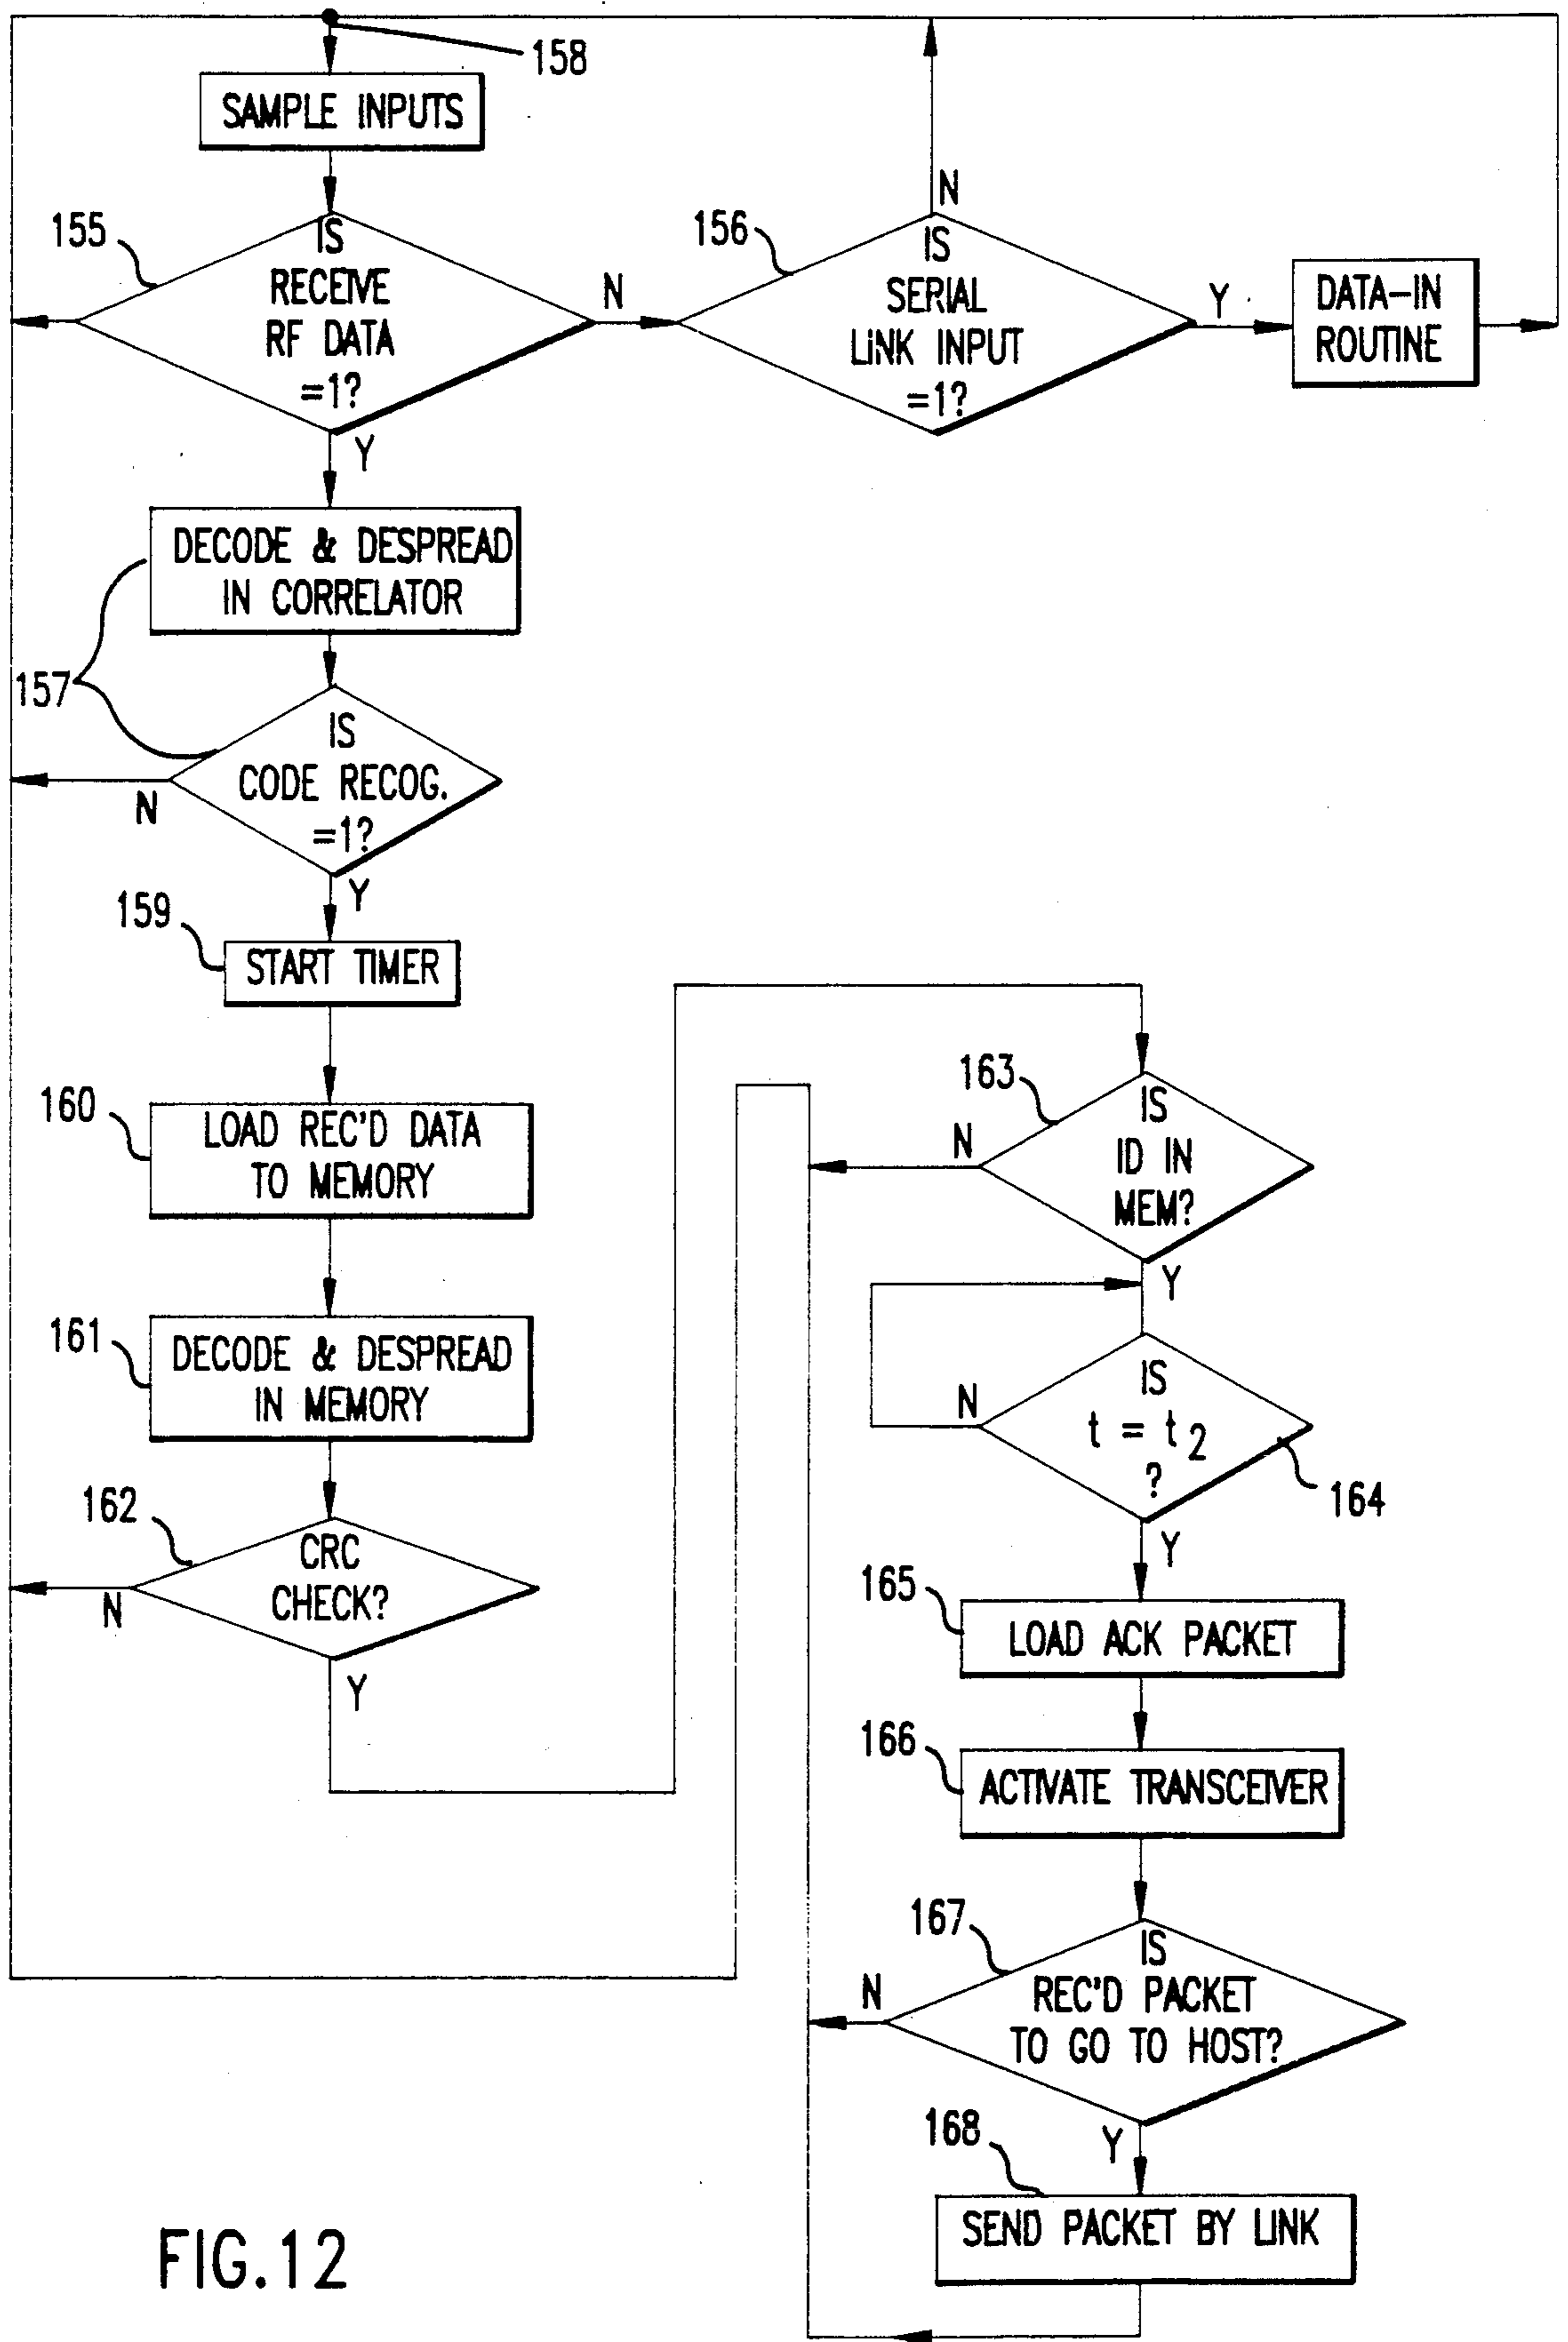 158
SAMPLE INPUTS
155
IS
RECEIVE
RF DATA
=1?
N
Y
156
IS
SERIAL
LINK INPUT
=1?
N
Y
DATA-IN
ROUTINE
DECODE & DESPREAD
IN CORRELATOR
157
IS
CODE RECOG.
=1?
N
Y
159
START TIMER
160
LOAD REC'D DATA
TO MEMORY
161
DECODE & DESPREAD
IN MEMORY
162
CRC
CHECK?
N
Y
163
IS
ID IN
MEM?
N
Y
IS
t = t2
?
N
164
Y
165
LOAD ACK PACKET
166
ACTIVATE TRANSCEIVER
167
IS
REC'D PACKET
TO GO TO HOST?
N
Y
168
SEND PACKET BY LINK
FIG.12